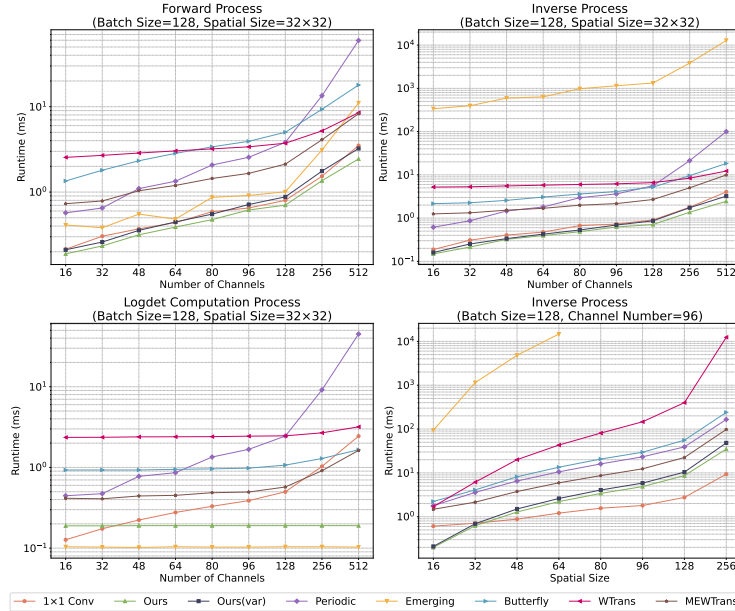 Forward Process
(Batch Size=128, Spatial Size=32×32)
Runtime (ms)
10¹
10⁰
16 32 48 64 80 96 128 256 512
Number of Channels
Inverse Process
(Batch Size=128, Spatial Size=32×32)
Runtime (ms)
10⁴
10³
10²
10¹
10⁰
10⁻¹
16 32 48 64 80 96 128 256 512
Number of Channels
Logdet Computation Process
(Batch Size=128, Spatial Size=32×32)
Runtime (ms)
10¹
10⁰
10⁻¹
16 32 48 64 80 96 128 256 512
Number of Channels
Inverse Process
(Batch Size=128, Channel Number=96)
Runtime (ms)
10⁴
10³
10²
10¹
10⁰
16 32 48 64 80 96 128 256
Spatial Size
1×1 Conv Ours Ours(var) Periodic Emerging Butterfly WTrans MEWTrans